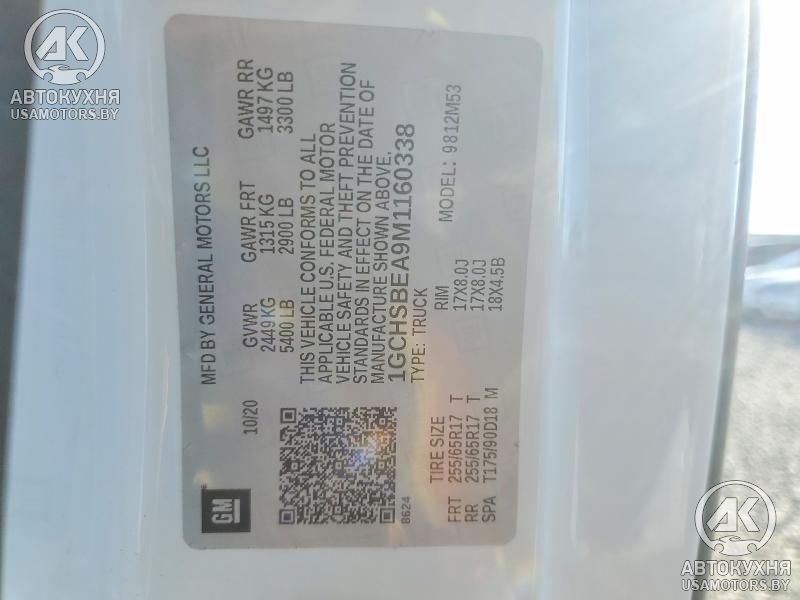 AK
АВТОКУХНЯ
USAMOTORS.BY
GM
MFD BY GENERAL MOTORS LLC
10/20
GVWR GAWR FRT GAWR RR
2449 KG 1315 KG 1497 KG
5400 LB 2900 LB 3300 LB
THIS VEHICLE CONFORMS TO ALL
APPLICABLE U.S. FEDERAL MOTOR
VEHICLE SAFETY AND THEFT PREVENTION
STANDARDS IN EFFECT ON THE DATE OF
MANUFACTURE SHOWN ABOVE.
1GCHSBEA9M1160338
8624
TYPE: TRUCK MODEL: 9812M53
TIRE SIZE RIM
FRT 255/65R17 T 17X8.0J
RR 255/65R17 T 17X8.0J
SPA T175/90D18 M 18X4.5B
AK
АВТОКУХНЯ
USAMOTORS.BY